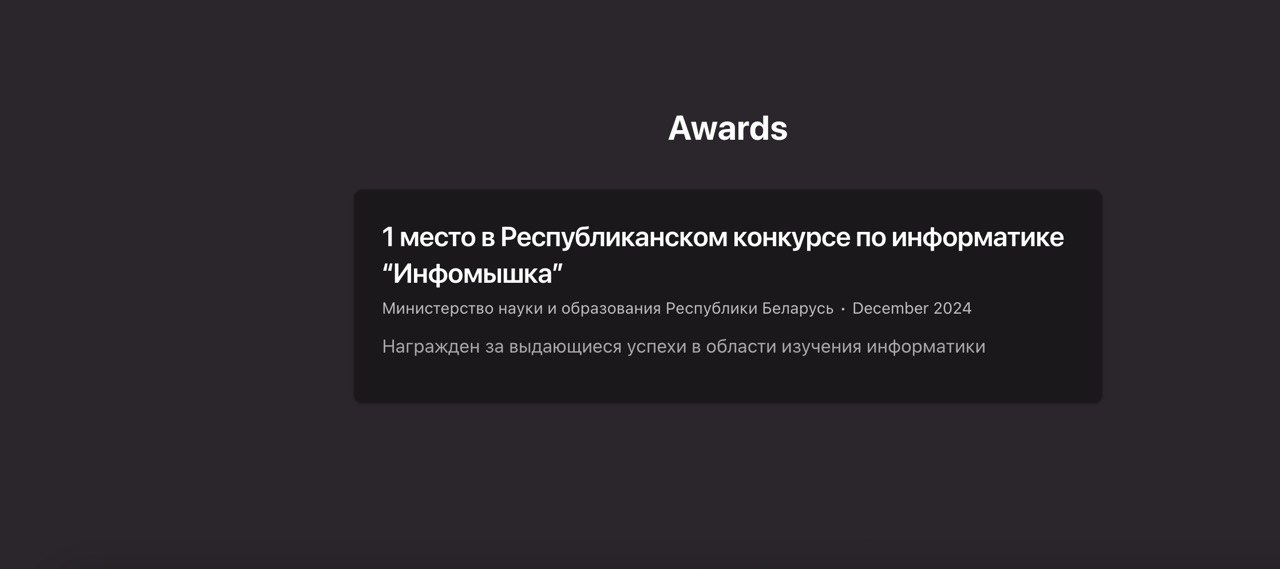 Awards
1 место в Республиканском конкурсе по информатике
“Инфомышка”
Министерство науки и образования Республики Беларусь · December 2024
Награжден за выдающиеся успехи в области изучения информатики